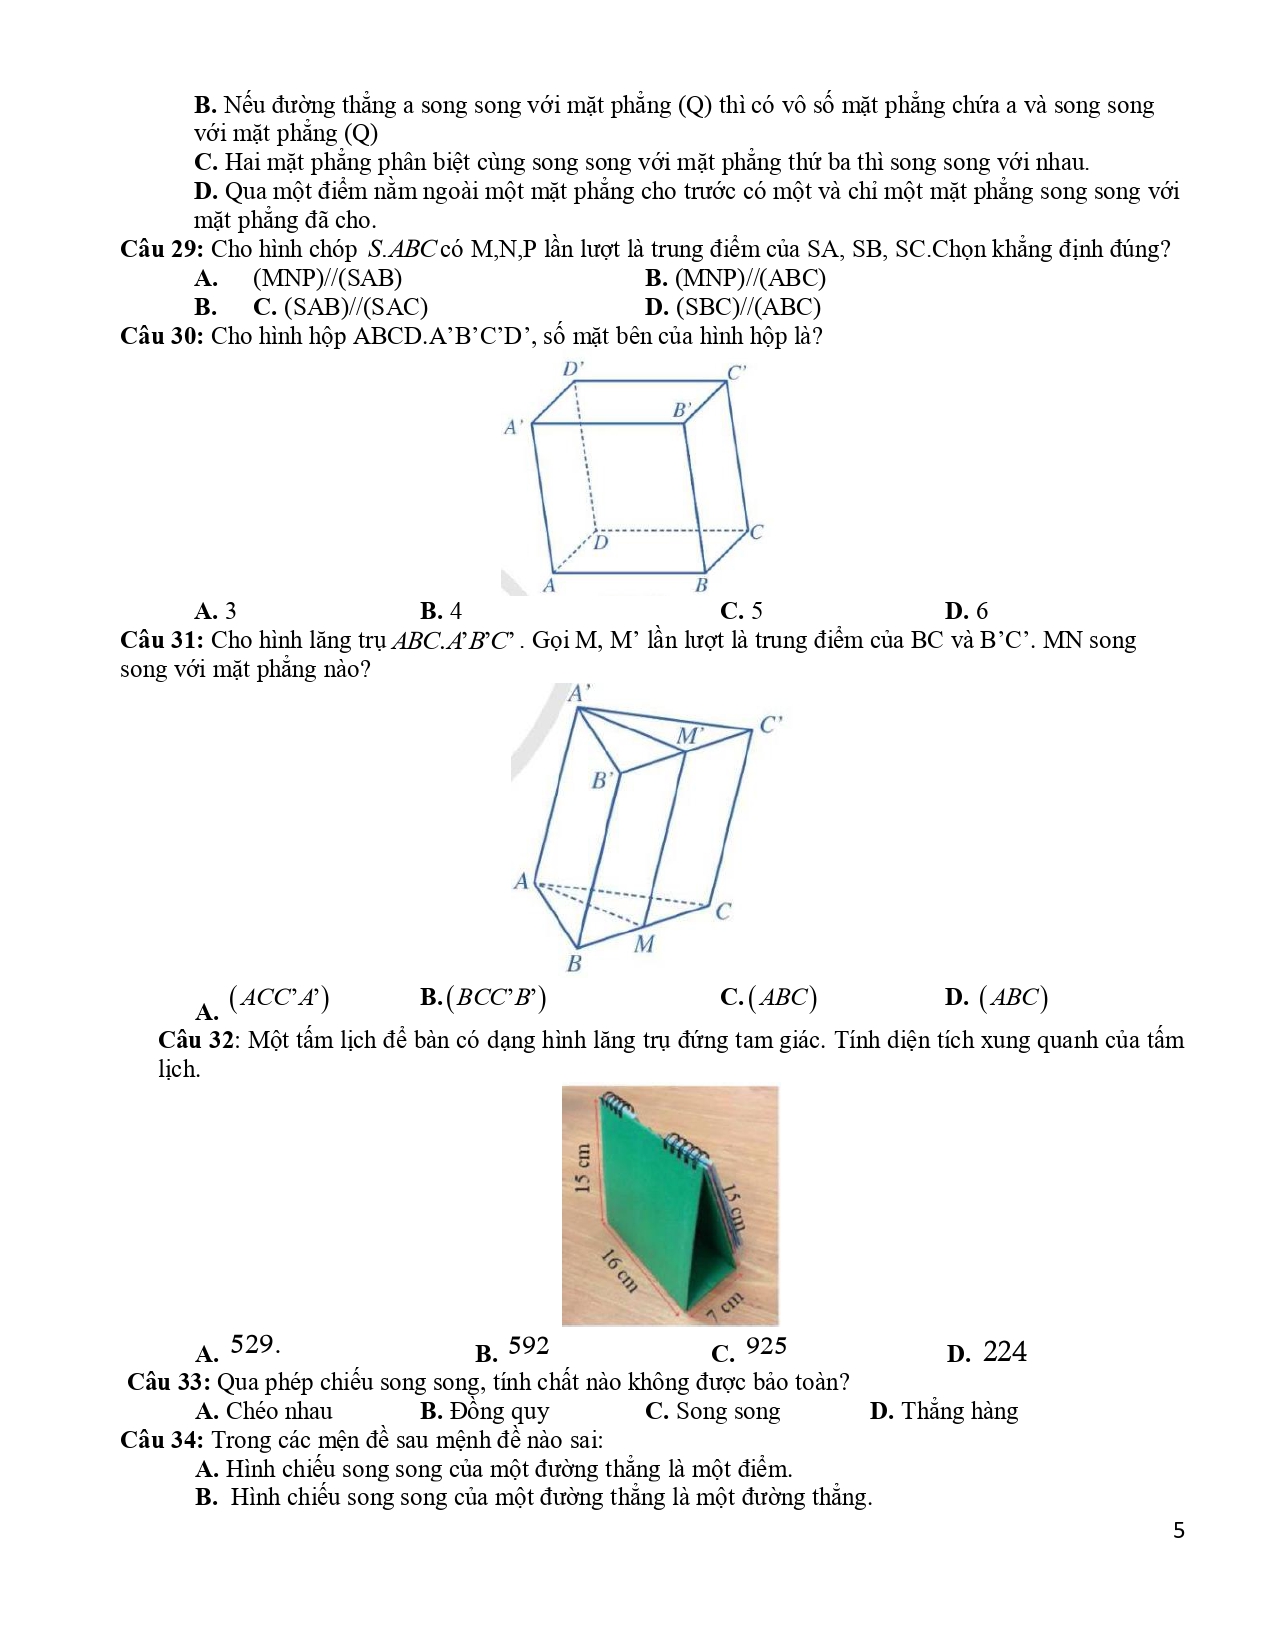 B. Nếu đường thẳng a song song với mặt phẳng (Q) thì có vô số mặt phẳng chứa a và song song
với mặt phẳng (Q)
C. Hai mặt phẳng phân biệt cùng song song với mặt phẳng thứ ba thì song song với nhau.
D. Qua một điểm nằm ngoài một mặt phẳng cho trước có một và chỉ một mặt phẳng song song với
mặt phẳng đã cho.
Câu 29: Cho hình chóp S.ABC có M,N,P lần lượt là trung điểm của SA, SB, SC.Chọn khẳng định đúng?
A. (MNP)//(SAB) B. (MNP)//(ABC)
B. C. (SAB)//(SAC) D. (SBC)//(ABC)
Câu 30: Cho hình hộp ABCD.A’B’C’D’, số mặt bên của hình hộp là?
D' C'
B'
A'
D C
A B
A. 3 B. 4 C. 5 D. 6
Câu 31: Cho hình lăng trụ ABC.A’B’C’ . Gọi M, M’ lần lượt là trung điểm của BC và B’C’. MN song
song với mặt phẳng nào?
A'
C'
M'
B'
A
C
M
B
A. (ACC’A’) B. (BCC’B’) C. (ABC) D. (ABC)
Câu 32: Một tấm lịch để bàn có dạng hình lăng trụ đứng tam giác. Tính diện tích xung quanh của tấm
lịch.
15 cm
15 cm
16 cm
7 cm
A. 529. B. 592 C. 925 D. 224
Câu 33: Qua phép chiếu song song, tính chất nào không được bảo toàn?
A. Chéo nhau B. Đồng quy C. Song song D. Thẳng hàng
Câu 34: Trong các mện đề sau mệnh đề nào sai:
A. Hình chiếu song song của một đường thẳng là một điểm.
B. Hình chiếu song song của một đường thẳng là một đường thẳng.
5